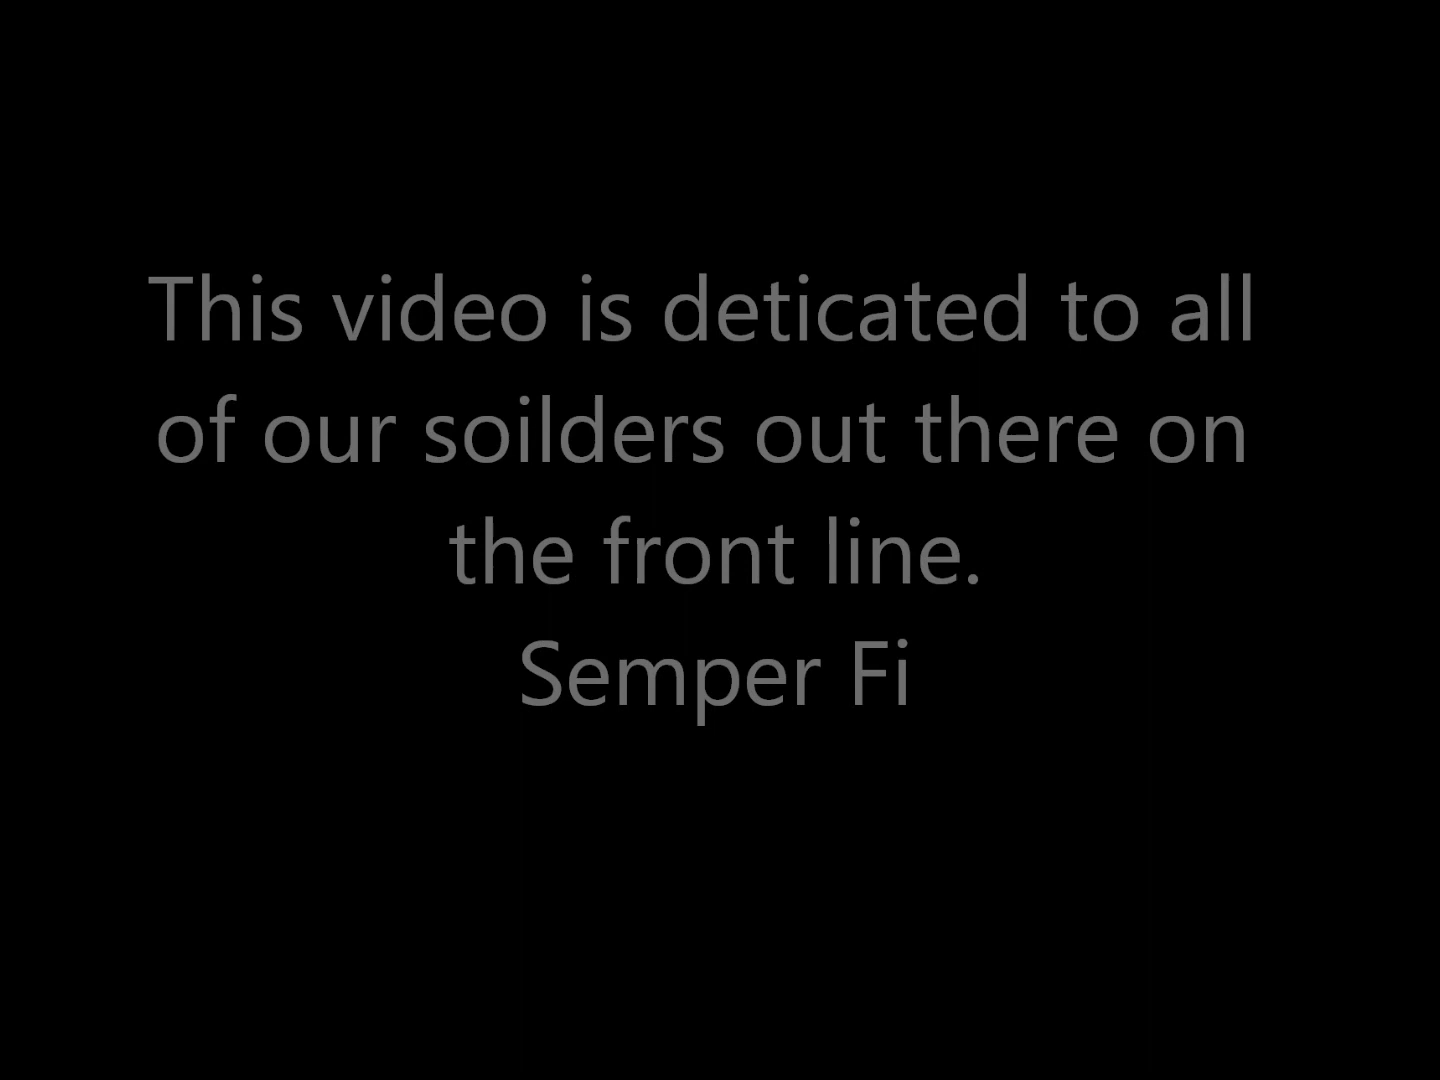 This video is deticated to all
of our soilders out there on
the front line.
Semper Fi